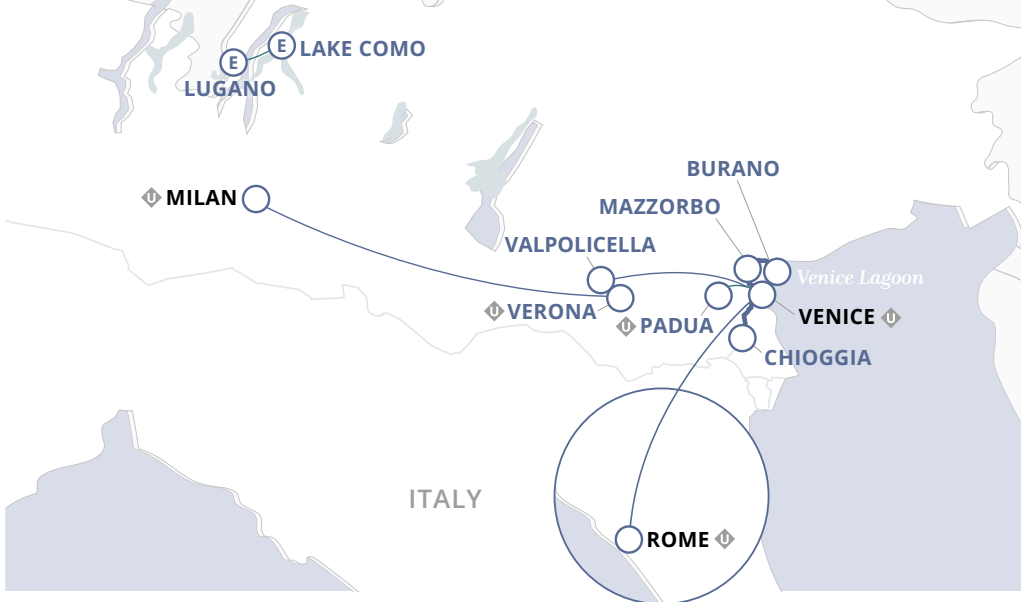 E
LAKE COMO
E
LUGANO
BURANO
U MILAN
MAZZORBO
VALPOLICELLA
Venice Lagoon
U VERONA
U PADUA
VENICE U
CHIOGGIA
ITALY
ROME U